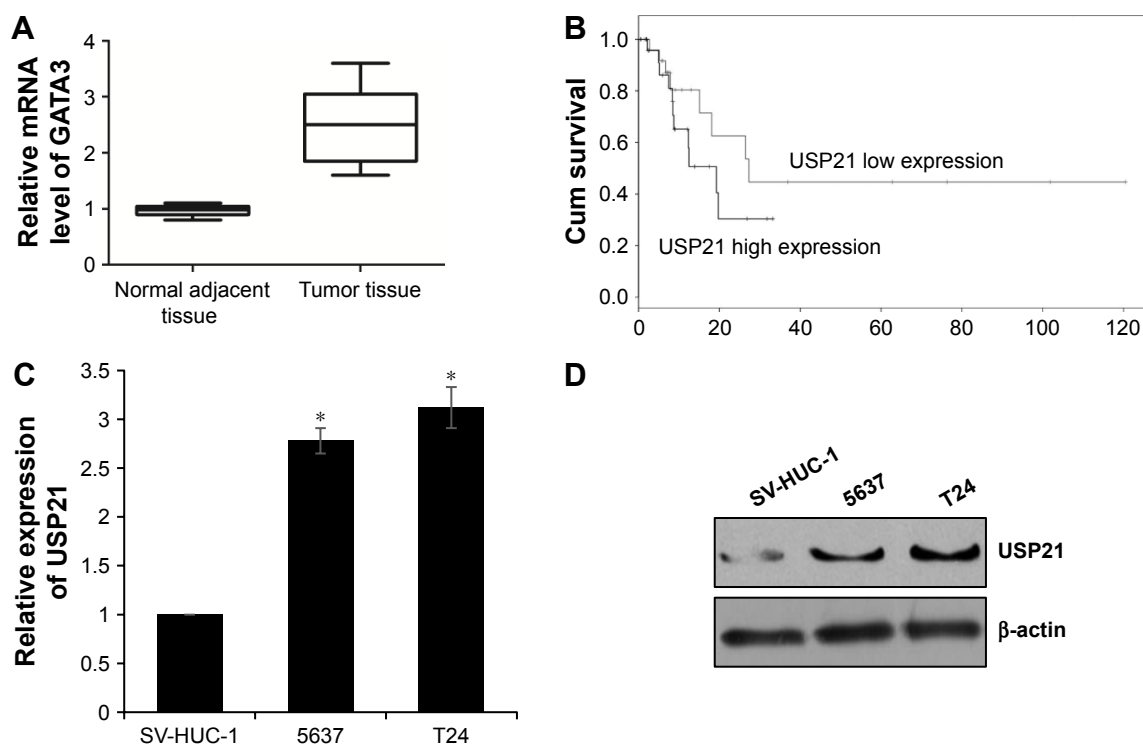 A
Relative mRNA
level of GATA3
4
3
2
1
0
Normal adjacent
tissue
Tumor tissue
B
Cum survival
1.0
0.8
0.6
0.4
0.2
0.0
USP21 low expression
USP21 high expression
0
20
40
60
80
100
120
C
Relative expression
of USP21
3.5
3
2.5
2
1.5
1
0.5
0
*
*
SV-HUC-1
5637
T24
D
SV-HUC-1
5637
T24
USP21
β-actin